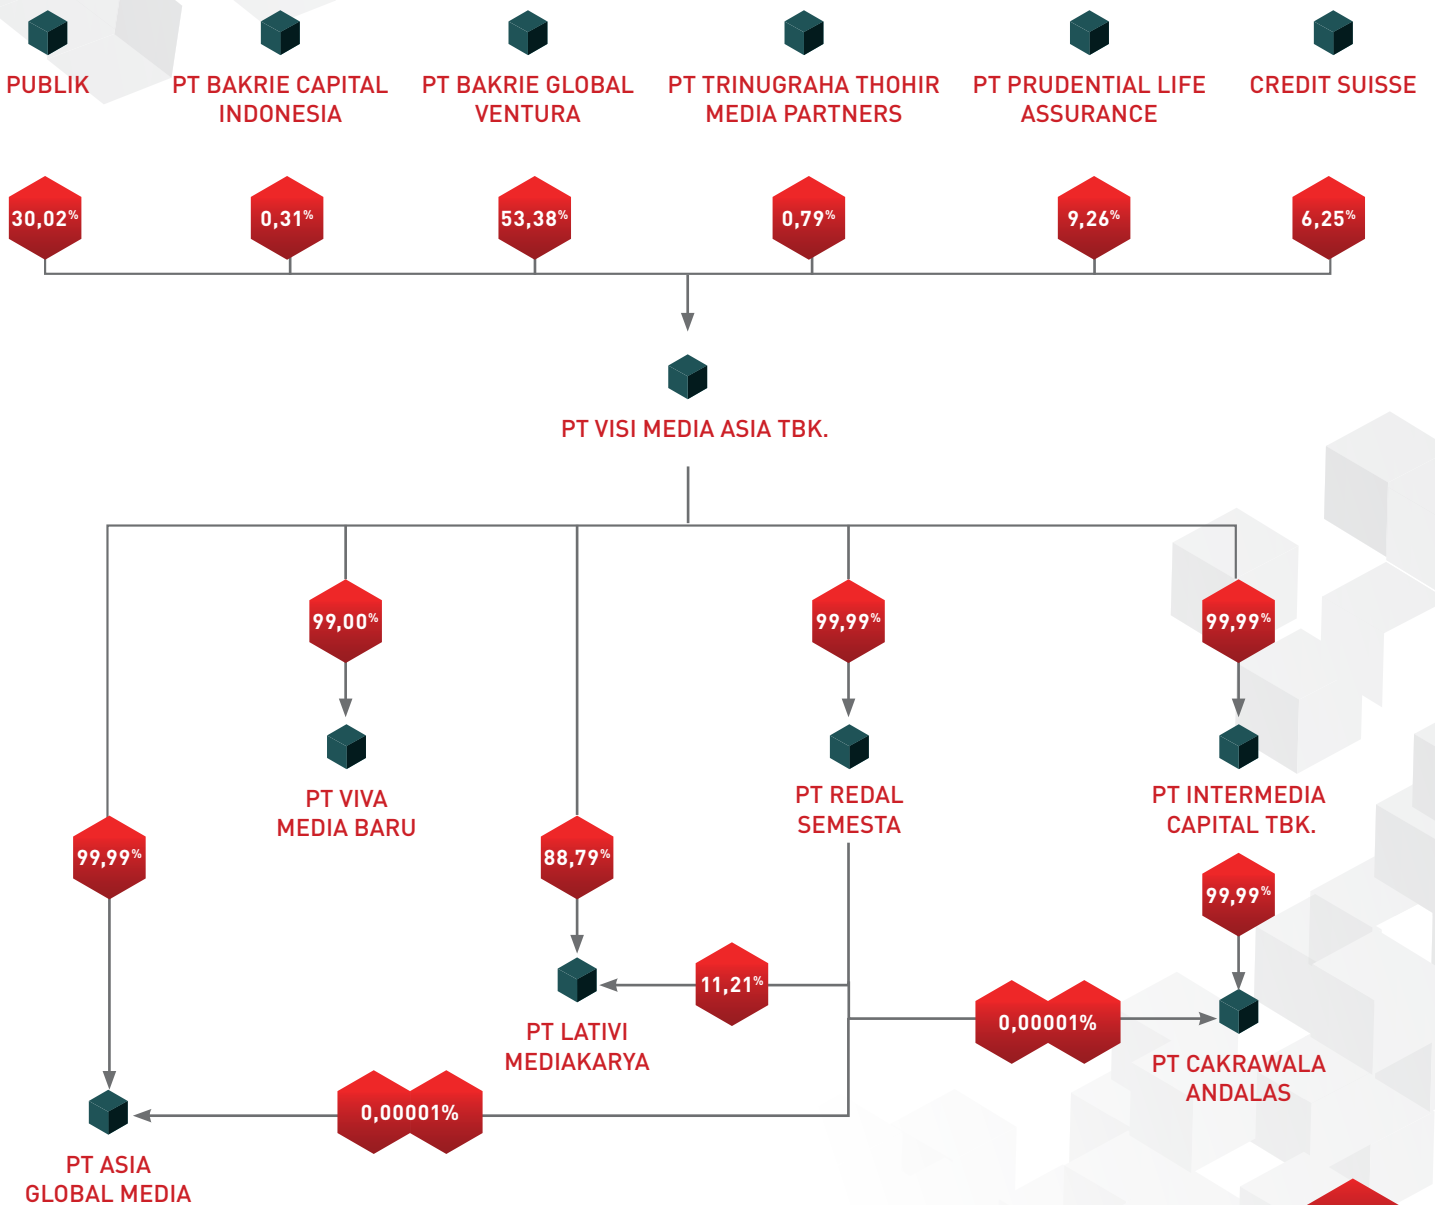 PUBLIK
PT BAKRIE CAPITAL
INDONESIA
PT BAKRIE GLOBAL
VENTURA
PT TRINUGRAHA THOHIR
MEDIA PARTNERS
PT PRUDENTIAL LIFE
ASSURANCE
CREDIT SUISSE
30,02%
0,31%
53,38%
0,79%
9,26%
6,25%
PT VISI MEDIA ASIA TBK.
99,00%
99,99%
99,99%
PT VIVA
MEDIA BARU
PT REDAL
SEMESTA
PT INTERMEDIA
CAPITAL TBK.
99,99%
88,79%
99,99%
11,21%
0,00001%
PT LATIVI
MEDIAKARYA
PT CAKRAWALA
ANDALAS
0,00001%
PT ASIA
GLOBAL MEDIA